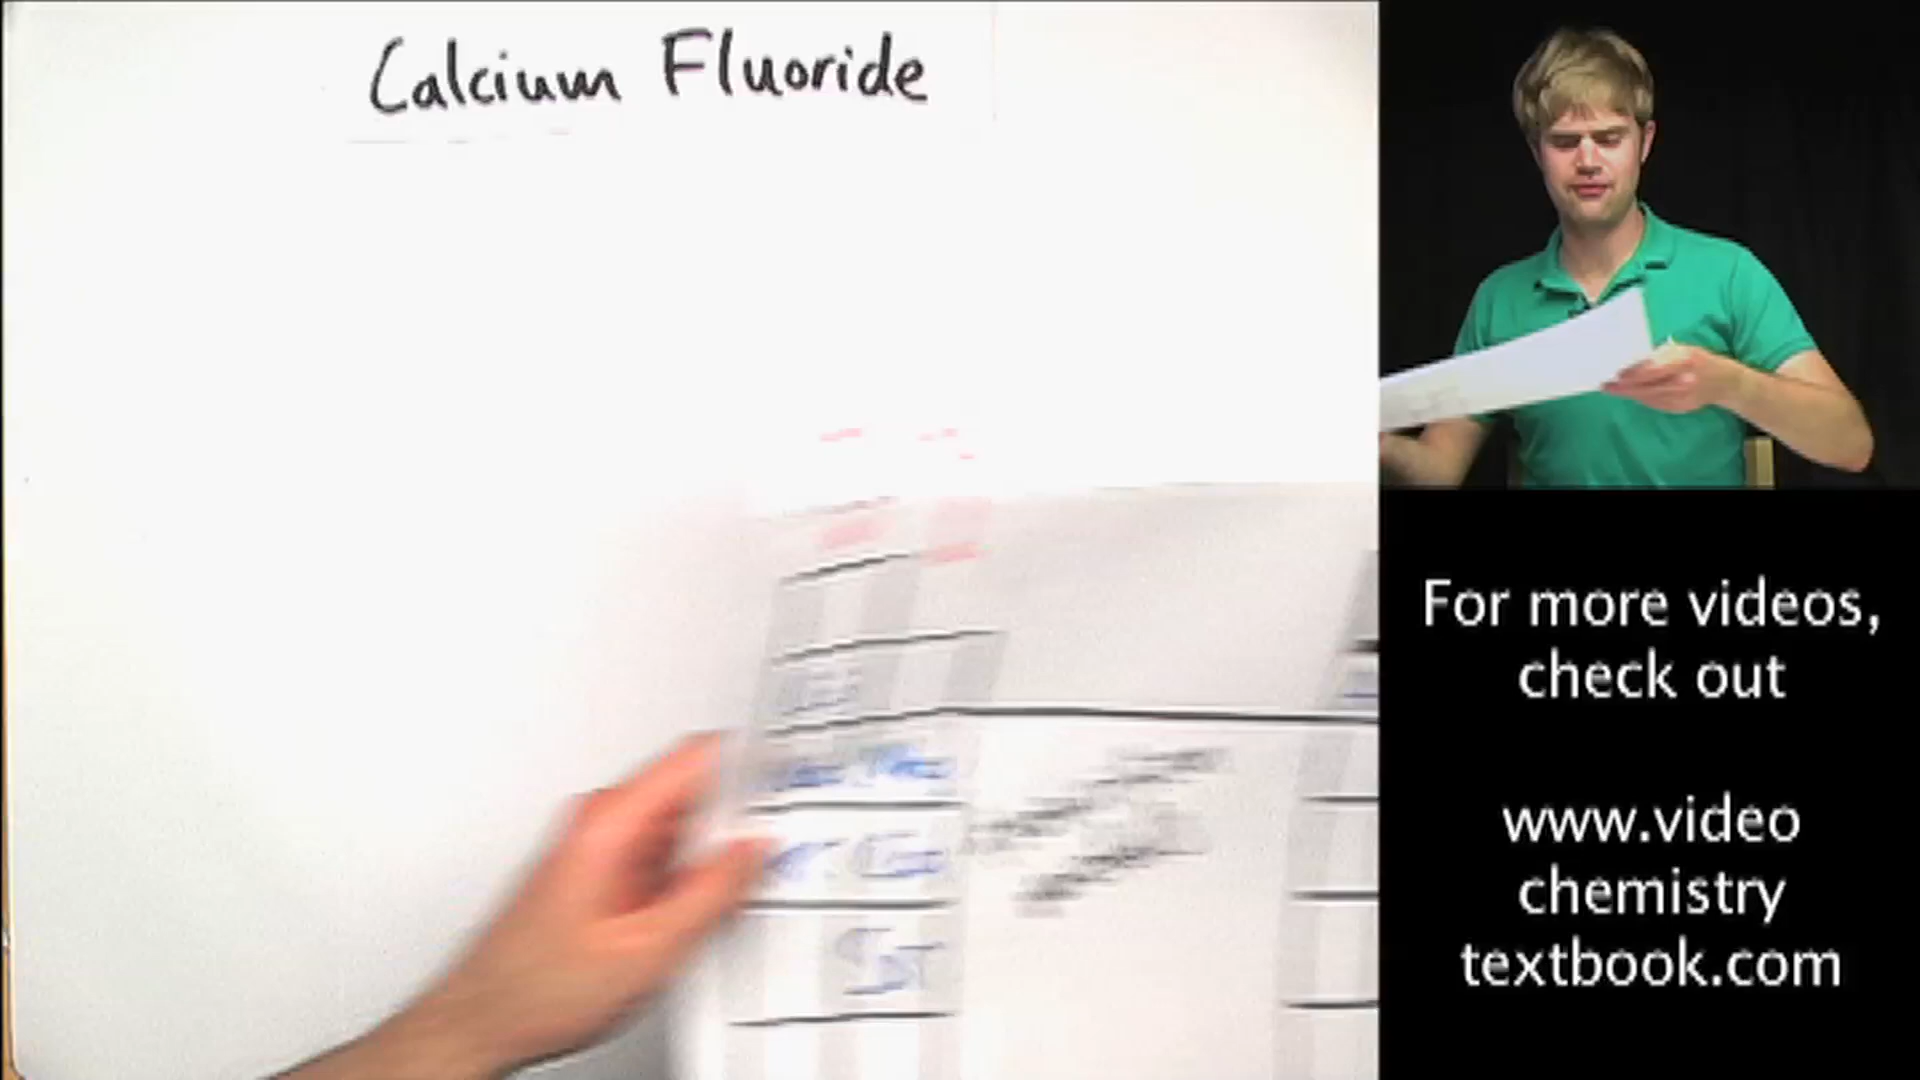 Calcium Fluoride
For more videos,
check out
www.video
chemistry
textbook.com